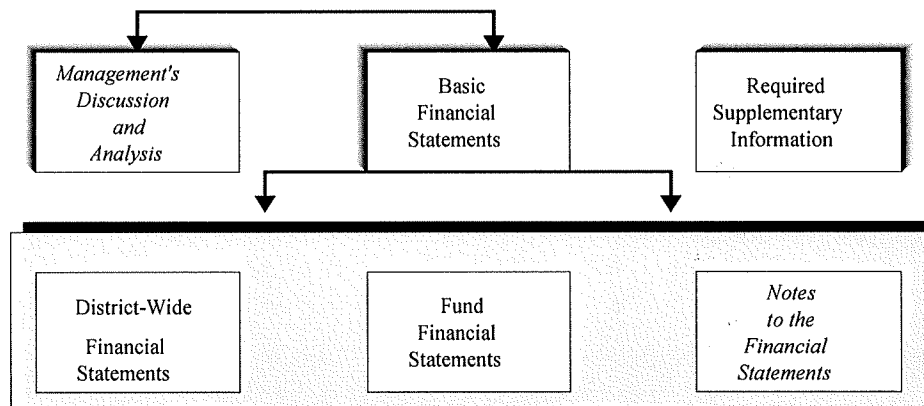 Management's
Discussion
and
Analysis
Basic
Financial
Statements
Required
Supplementary
Information
District-Wide
Financial
Statements
Fund
Financial
Statements
Notes
to the
Financial
Statements